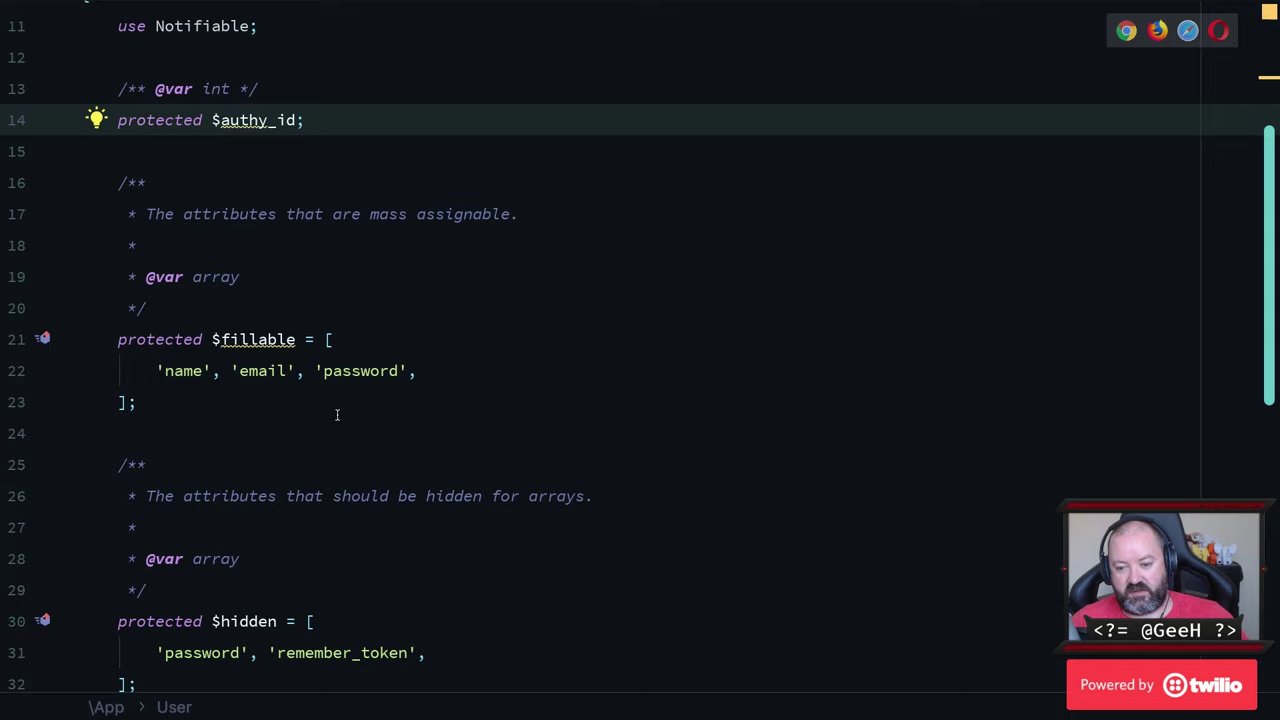 11 use Notifiable;
12
13 /** @var int */
14 protected $authy_id;
15
16 /**
17 * The attributes that are mass assignable.
18 *
19 * @var array
20 */
21 protected $fillable = [
22 'name', 'email', 'password',
23 ];
24
25 /**
26 * The attributes that should be hidden for arrays.
27 *
28 * @var array
29 */
30 protected $hidden = [
31 'password', 'remember_token',
32 ];
\App > User
<?= @GeeH ?>
Powered by twilio